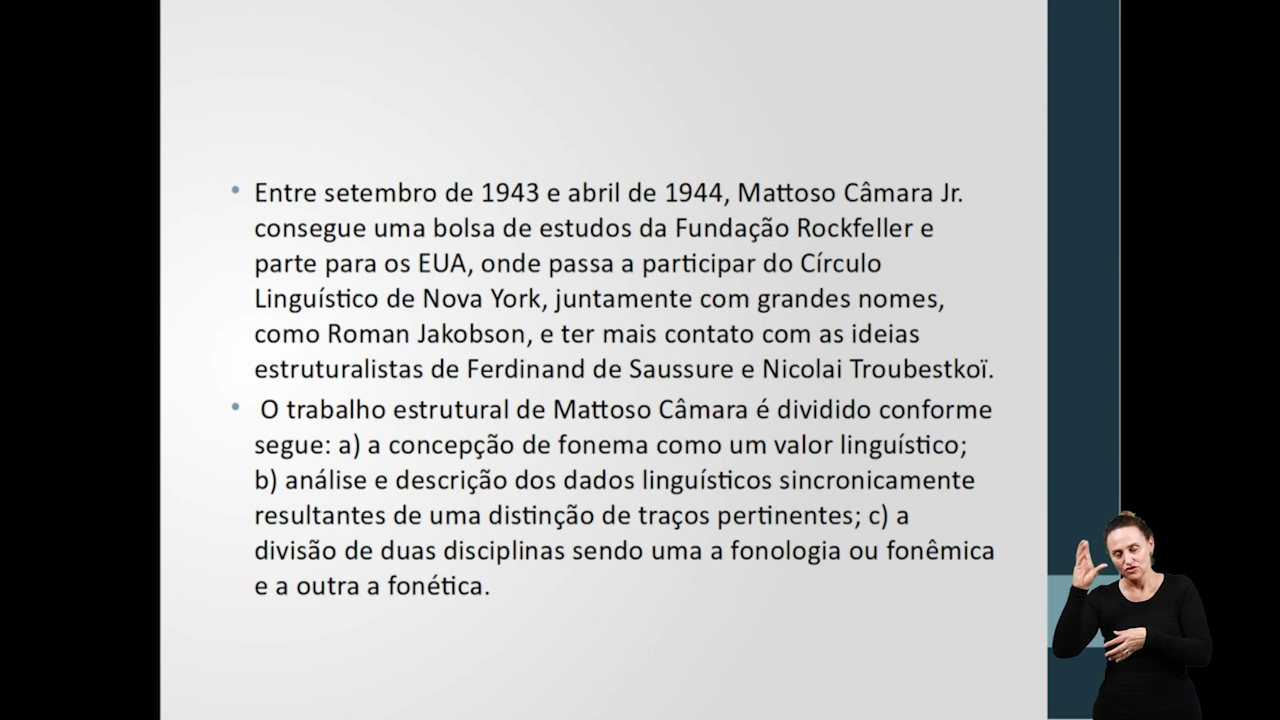 • Entre setembro de 1943 e abril de 1944, Mattoso Câmara Jr.
consegue uma bolsa de estudos da Fundação Rockfeller e
parte para os EUA, onde passa a participar do Círculo
Linguístico de Nova York, juntamente com grandes nomes,
como Roman Jakobson, e ter mais contato com as ideias
estruturalistas de Ferdinand de Saussure e Nicolai Troubestkoï.
• O trabalho estrutural de Mattoso Câmara é dividido conforme
segue: a) a concepção de fonema como um valor linguístico;
b) análise e descrição dos dados linguísticos sincronicamente
resultantes de uma distinção de traços pertinentes; c) a
divisão de duas disciplinas sendo uma a fonologia ou fonêmica
e a outra a fonética.